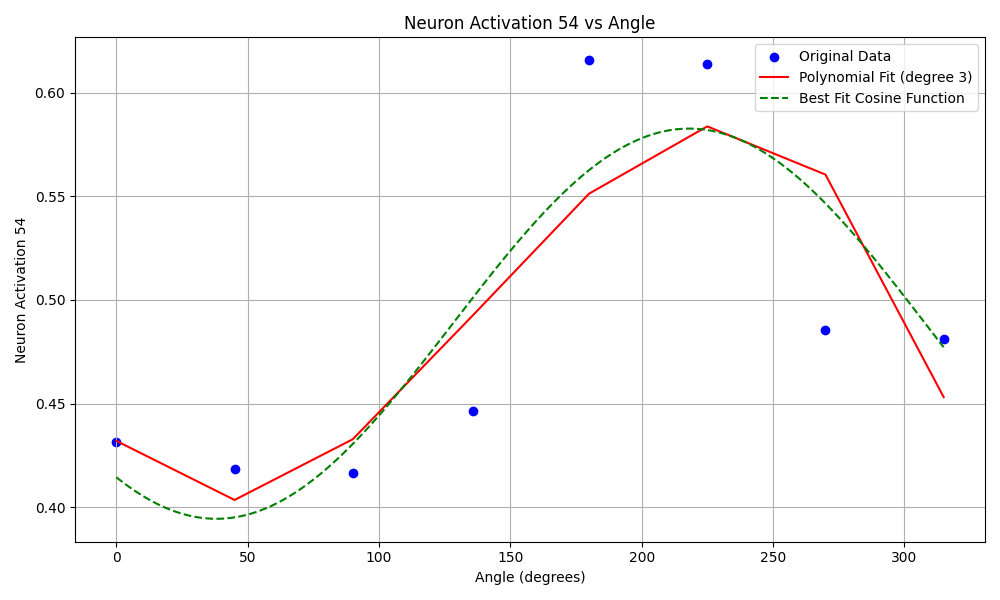 Neuron Activation 54 vs Angle
Original Data
Polynomial Fit (degree 3)
Best Fit Cosine Function
Neuron Activation 54
0.60
0.55
0.50
0.45
0.40
0
50
100
150
200
250
300
Angle (degrees)